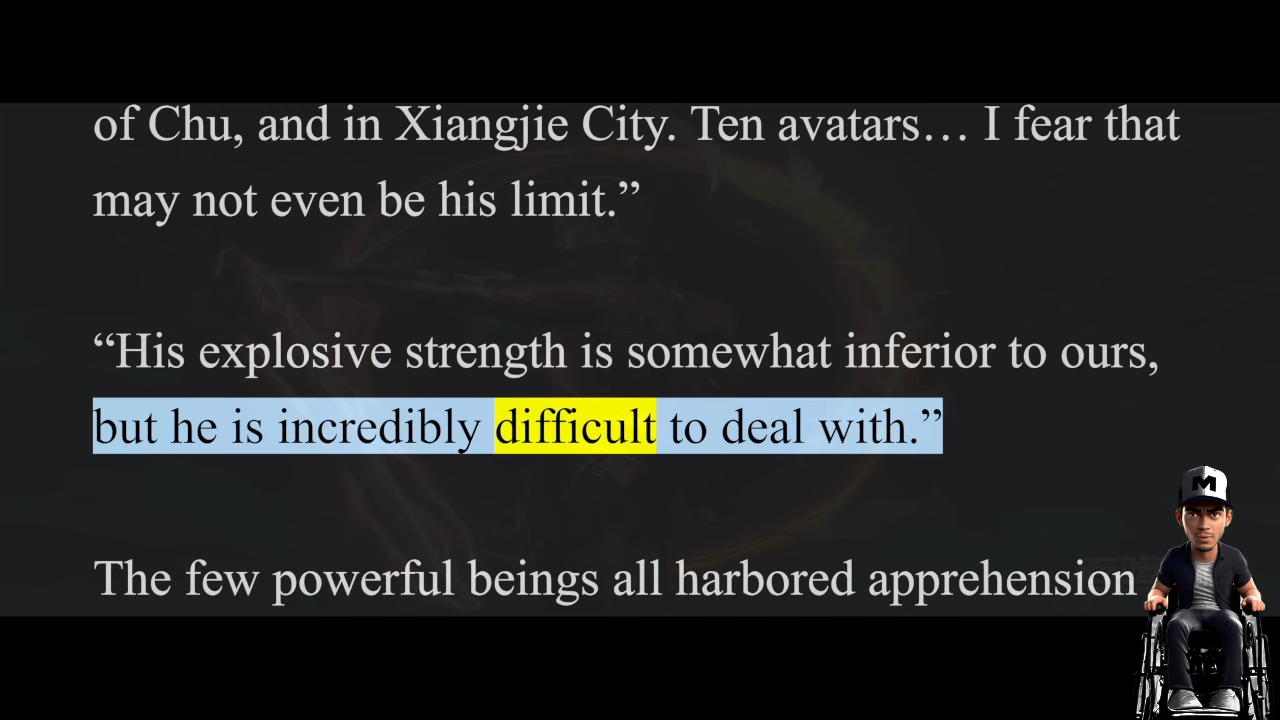 of Chu, and in Xiangjie City. Ten avatars… I fear that
may not even be his limit.”
“His explosive strength is somewhat inferior to ours,
but he is incredibly difficult to deal with.”
The few powerful beings all harbored apprehension
M